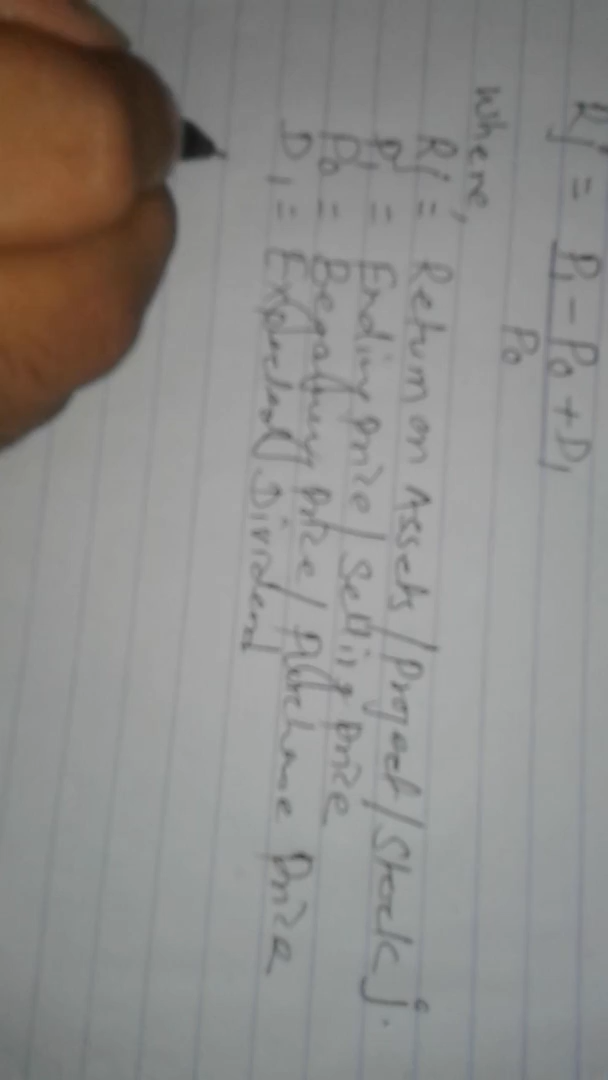 Rj = P1 - P0 + D1
P0
Where,
Rj = Return on Assets / Project / Stock j.
P1 = Ending Price / Selling Price
P0 = Beginning Price / Purchase Price
D1 = Expected Dividend